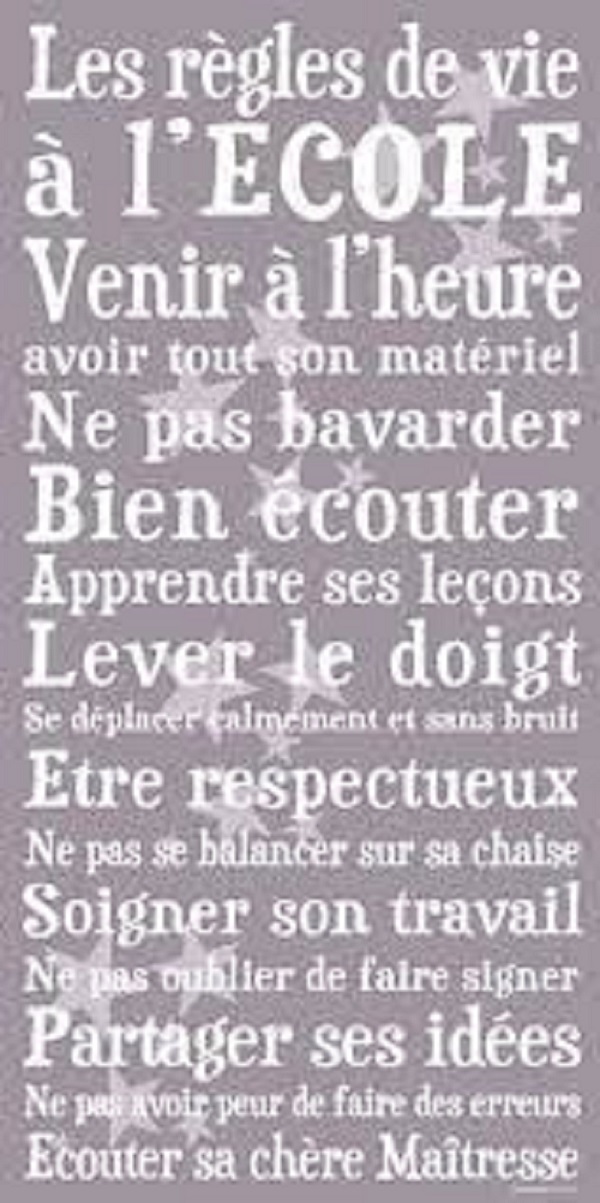 Les règles de vie
à l'ECOLE
Venir à l'heure
avoir tout son matériel
Ne pas bavarder
Bien écouter
Apprendre ses leçons
Lever le doigt
Se déplacer calmement et sans bruit
Etre respectueux
Ne pas se balancer sur sa chaise
Soigner son travail
Ne pas oublier de faire signer
Partager ses idées
Ne pas avoir peur de faire des erreurs
Ecouter sa chère Maîtresse